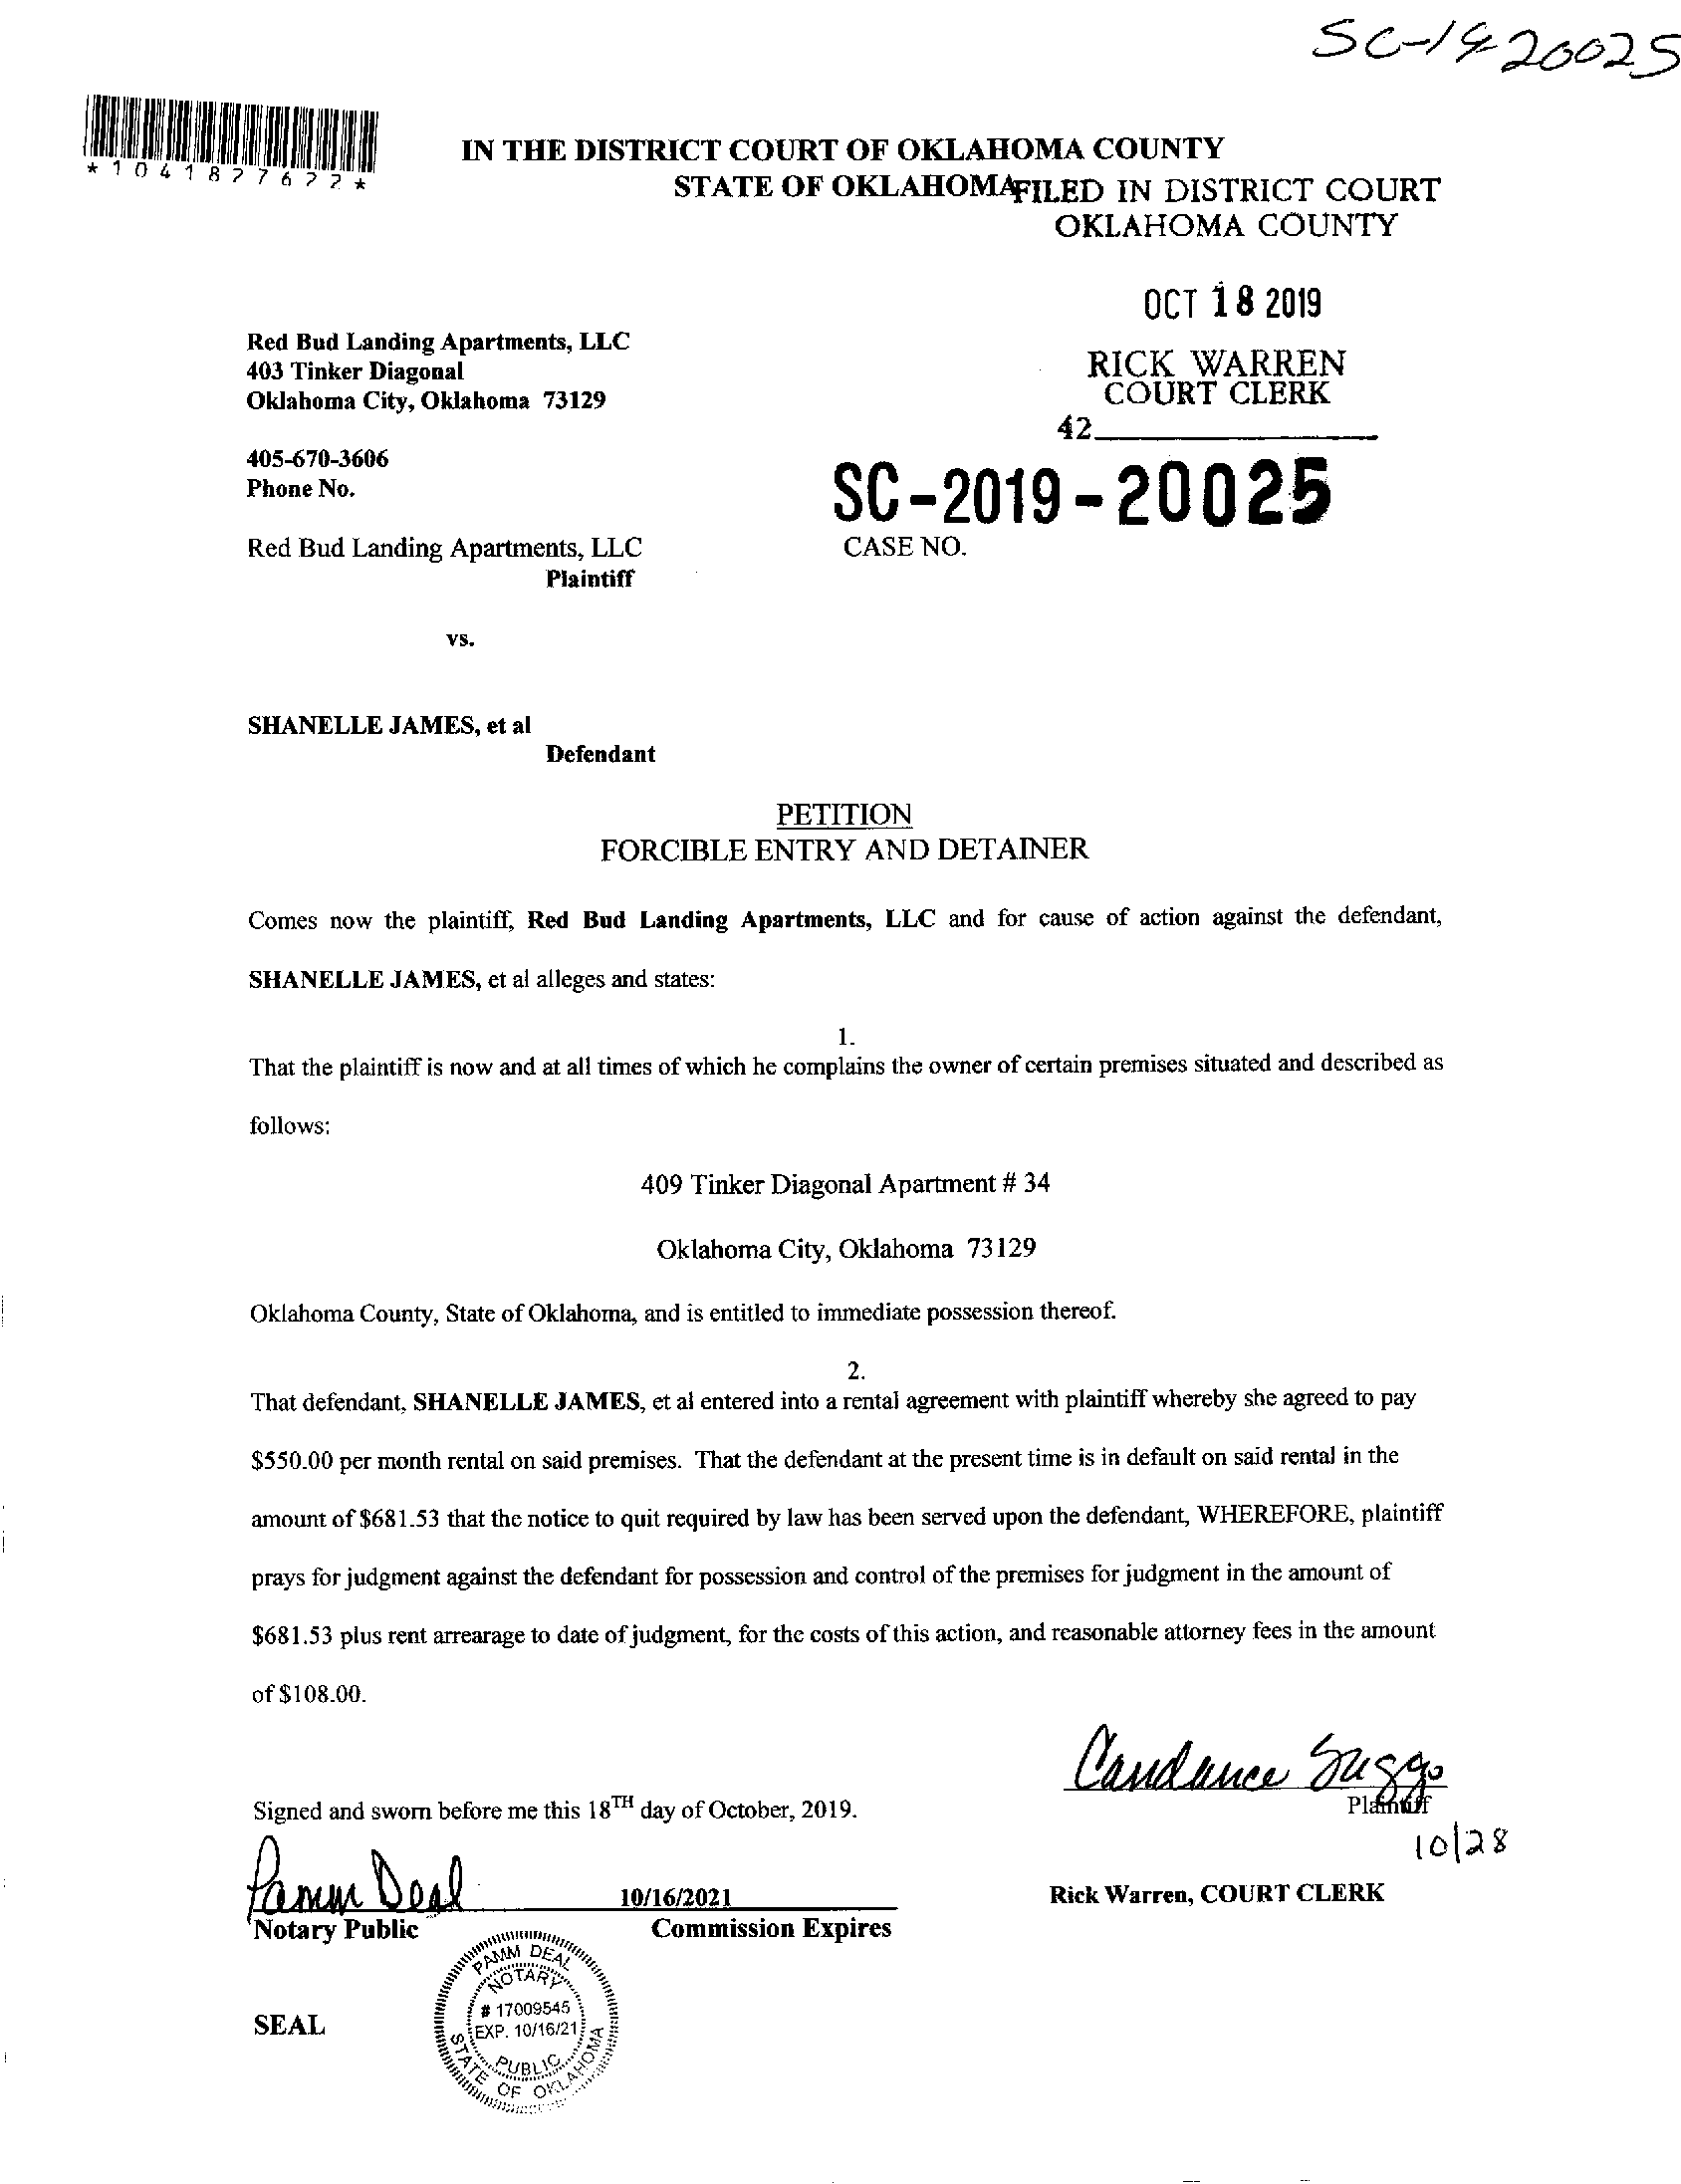 SC-19-20025
*1041827622*
IN THE DISTRICT COURT OF OKLAHOMA COUNTY
STATE OF OKLAHOMA
FILED IN DISTRICT COURT
OKLAHOMA COUNTY
OCT 18 2019
RICK WARREN
COURT CLERK
42
Red Bud Landing Apartments, LLC
403 Tinker Diagonal
Oklahoma City, Oklahoma 73129
405-670-3606
Phone No.
SC-2019-20025
CASE NO.
Red Bud Landing Apartments, LLC
Plaintiff
vs.
SHANELLE JAMES, et al
Defendant
PETITION
FORCIBLE ENTRY AND DETAINER
Comes now the plaintiff, Red Bud Landing Apartments, LLC and for cause of action against the defendant,
SHANELLE JAMES, et al alleges and states:
1.
That the plaintiff is now and at all times of which he complains the owner of certain premises situated and described as
follows:
409 Tinker Diagonal Apartment # 34
Oklahoma City, Oklahoma 73129
Oklahoma County, State of Oklahoma, and is entitled to immediate possession thereof.
2.
That defendant, SHANELLE JAMES, et al entered into a rental agreement with plaintiff whereby she agreed to pay
$550.00 per month rental on said premises. That the defendant at the present time is in default on said rental in the
amount of $681.53 that the notice to quit required by law has been served upon the defendant, WHEREFORE, plaintiff
prays for judgment against the defendant for possession and control of the premises for judgment in the amount of
$681.53 plus rent arrearage to date of judgment, for the costs of this action, and reasonable attorney fees in the amount
of $108.00.
Candance Suggs
Plaintiff
Signed and sworn before me this 18TH day of October, 2019.
10/28
Pamm Deal
10/16/2021
Rick Warren, COURT CLERK
Notary Public
Commission Expires
SEAL
PAMM DEAL
NOTARY
# 17009545
EXP. 10/16/21
PUBLIC
STATE OF OKLAHOMA